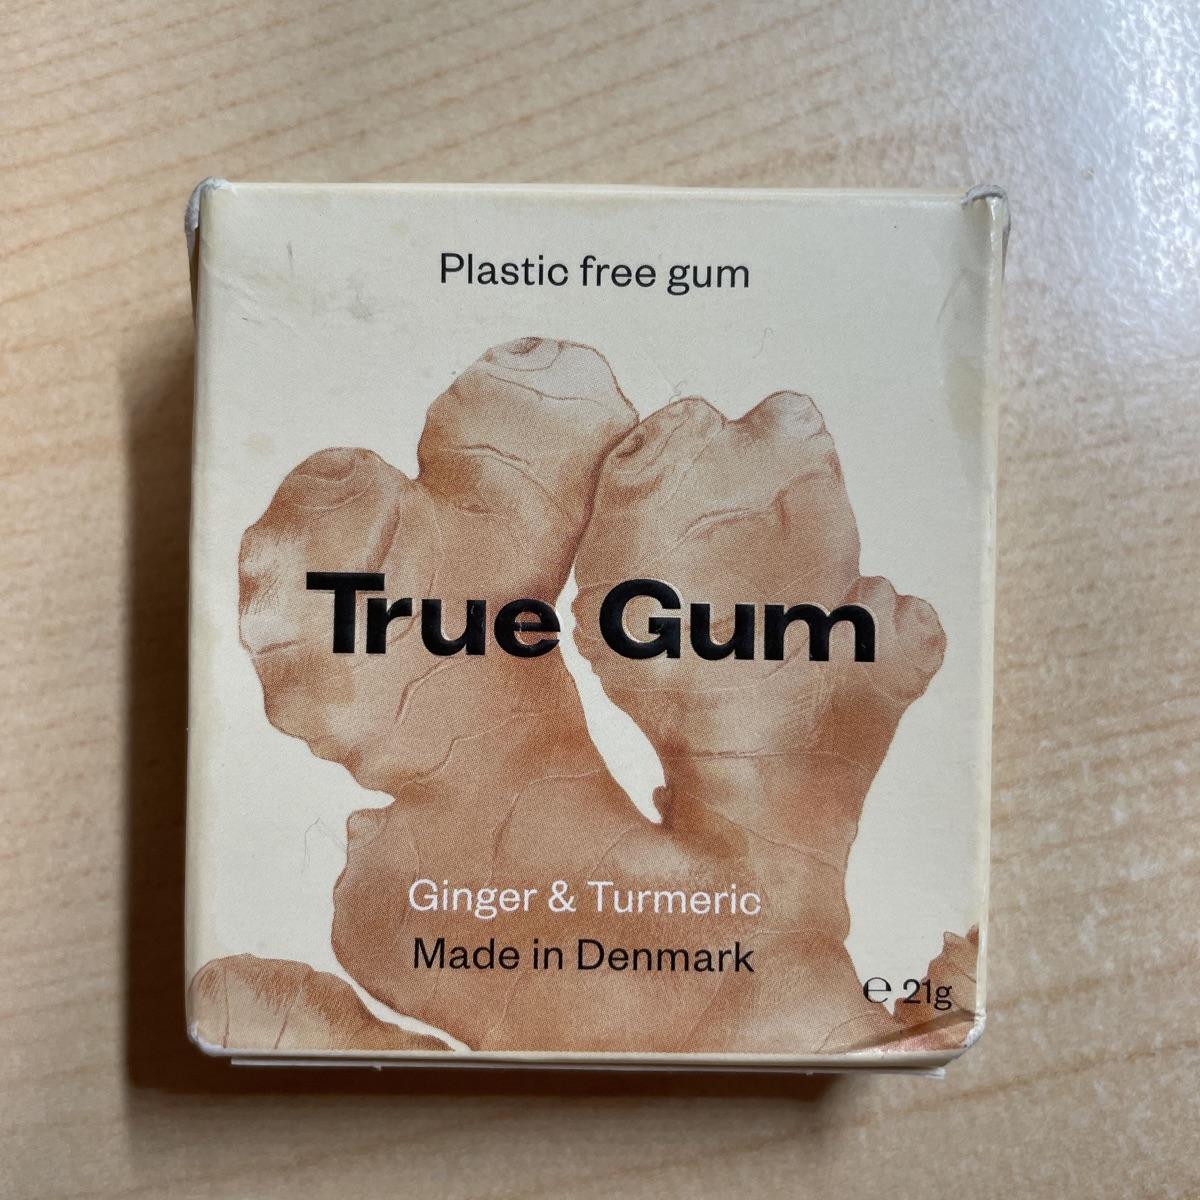 Plastic free gum
True Gum
Ginger & Turmeric
Made in Denmark
℮ 21g